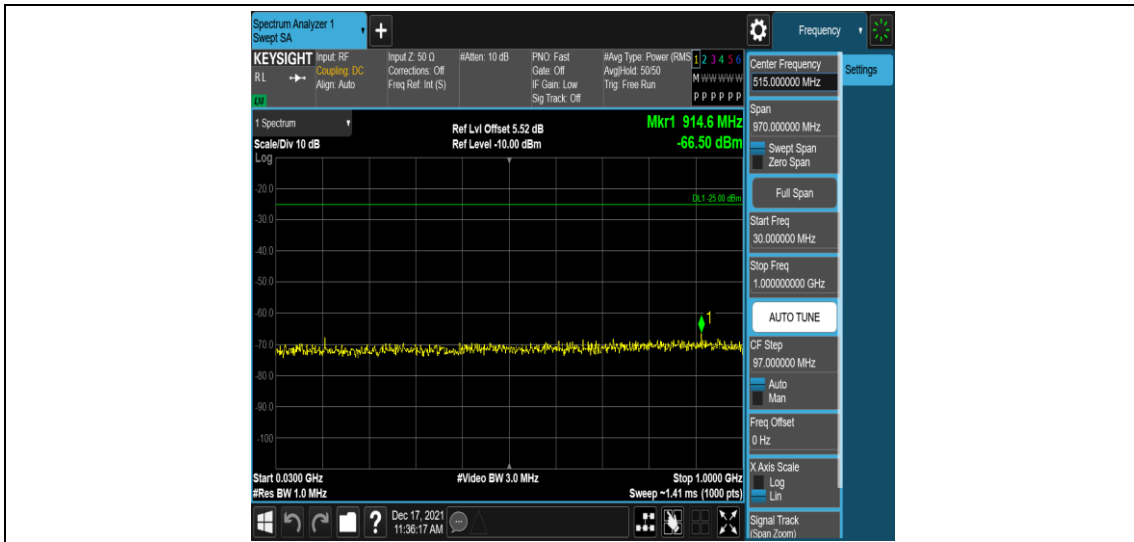 Spectrum Analyzer 1
Swept SA
+
Frequency
KEYSIGHT
RL
LXI
Input: RF
Coupling: DC
Align: Auto
Input Z: 50 Ω
Corrections: Off
Freq Ref: Int (S)
#Atten: 10 dB
PNO: Fast
Gate: Off
IF Gain: Low
Sig Track: Off
#Avg Type: Power (RMS
Avg|Hold: 50/50
Trig: Free Run
1 2 3 4 5 6
M W W W W W
P P P P P P
1 Spectrum
Scale/Div 10 dB
Log
Ref Lvl Offset 5.52 dB
Ref Level -10.00 dBm
Mkr1 914.6 MHz
-66.50 dBm
DL1 -25.00 dBm
-20.0
-30.0
-40.0
-50.0
-60.0
-70.0
-80.0
-90.0
-100
1
Start 0.0300 GHz
#Res BW 1.0 MHz
#Video BW 3.0 MHz
Stop 1.0000 GHz
Sweep ~1.41 ms (1000 pts)
?
Dec 17, 2021
11:36:17 AM
Center Frequency
515.000000 MHz
Settings
Span
970.000000 MHz
Swept Span
Zero Span
Full Span
Start Freq
30.000000 MHz
Stop Freq
1.000000000 GHz
AUTO TUNE
CF Step
97.000000 MHz
Auto
Man
Freq Offset
0 Hz
X Axis Scale
Log
Lin
Signal Track
(Span Zoom)